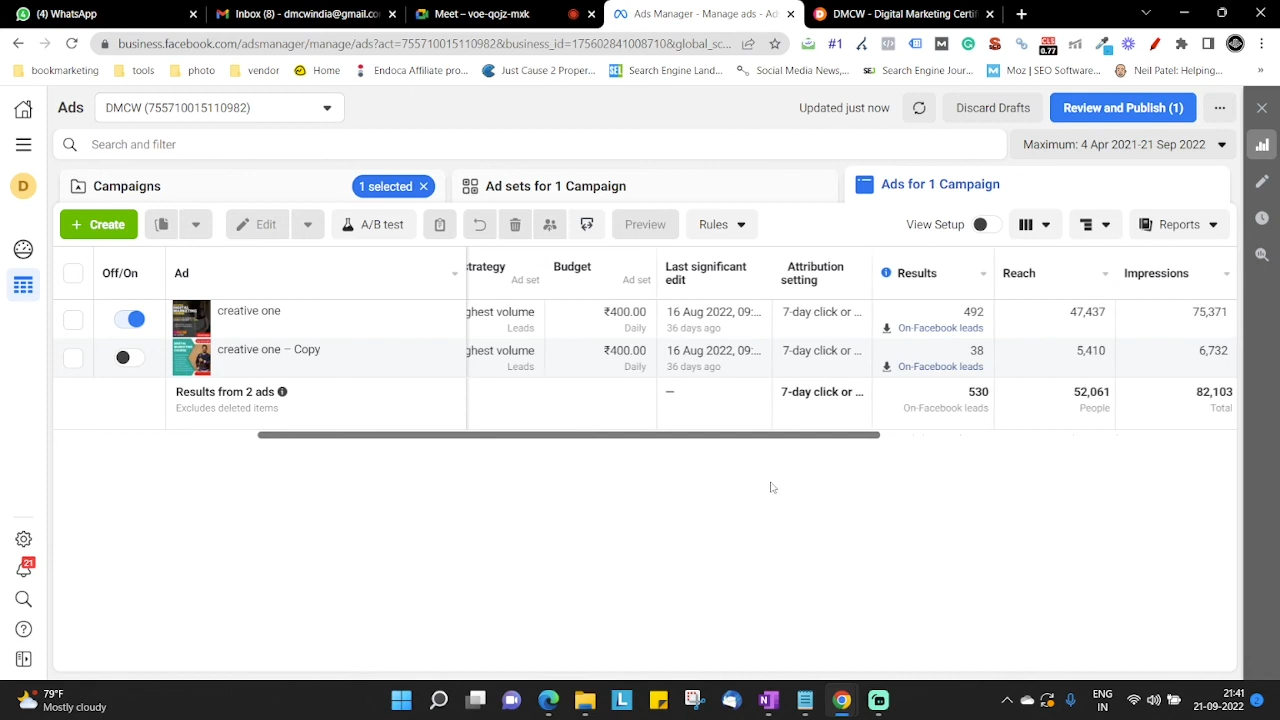 WhatsApp
Inbox (8) - dmcwindia@gmail.co
Meet – voe-qojz-mxk
Ads Manager - Manage ads - Ad
DMCW - Digital Marketing Certif
business.facebook.com/adsmanager/manage/ads?act=755710015110982&business_id=175602841008710&global_sc...
#1
CLS
0.77
bookmarketing
tools
photo
vendor
Home
Endoca Affiliate pro...
Just Cause 2 Proper...
SEL
Search Engine Land...
Social Media News,...
Search Engine Jour...
Moz | SEO Software...
Neil Patel: Helping...
Ads
DMCW (755710015110982)
Updated just now
Discard Drafts
Review and Publish (1)
Search and filter
Maximum: 4 Apr 2021-21 Sep 2022
D
Campaigns
1 selected
Ad sets for 1 Campaign
Ads for 1 Campaign
+ Create
Edit
A/B test
Preview
Rules
View Setup
Reports
Off/On
Ad
strategy
Ad set
Budget
Ad set
Last significant
edit
Attribution
setting
Results
Reach
Impressions
creative one
ghest volume
Leads
₹400.00
Daily
16 Aug 2022, 09:...
36 days ago
7-day click or ...
492
On-Facebook leads
47,437
75,371
creative one – Copy
ghest volume
Leads
₹400.00
Daily
16 Aug 2022, 09:...
36 days ago
7-day click or ...
38
On-Facebook leads
5,410
6,732
Results from 2 ads
Excludes deleted items
—
7-day click or ...
530
On-Facebook leads
52,061
People
82,103
Total
21
79°F
Mostly cloudy
ENG
IN
21:41
21-09-2022
2